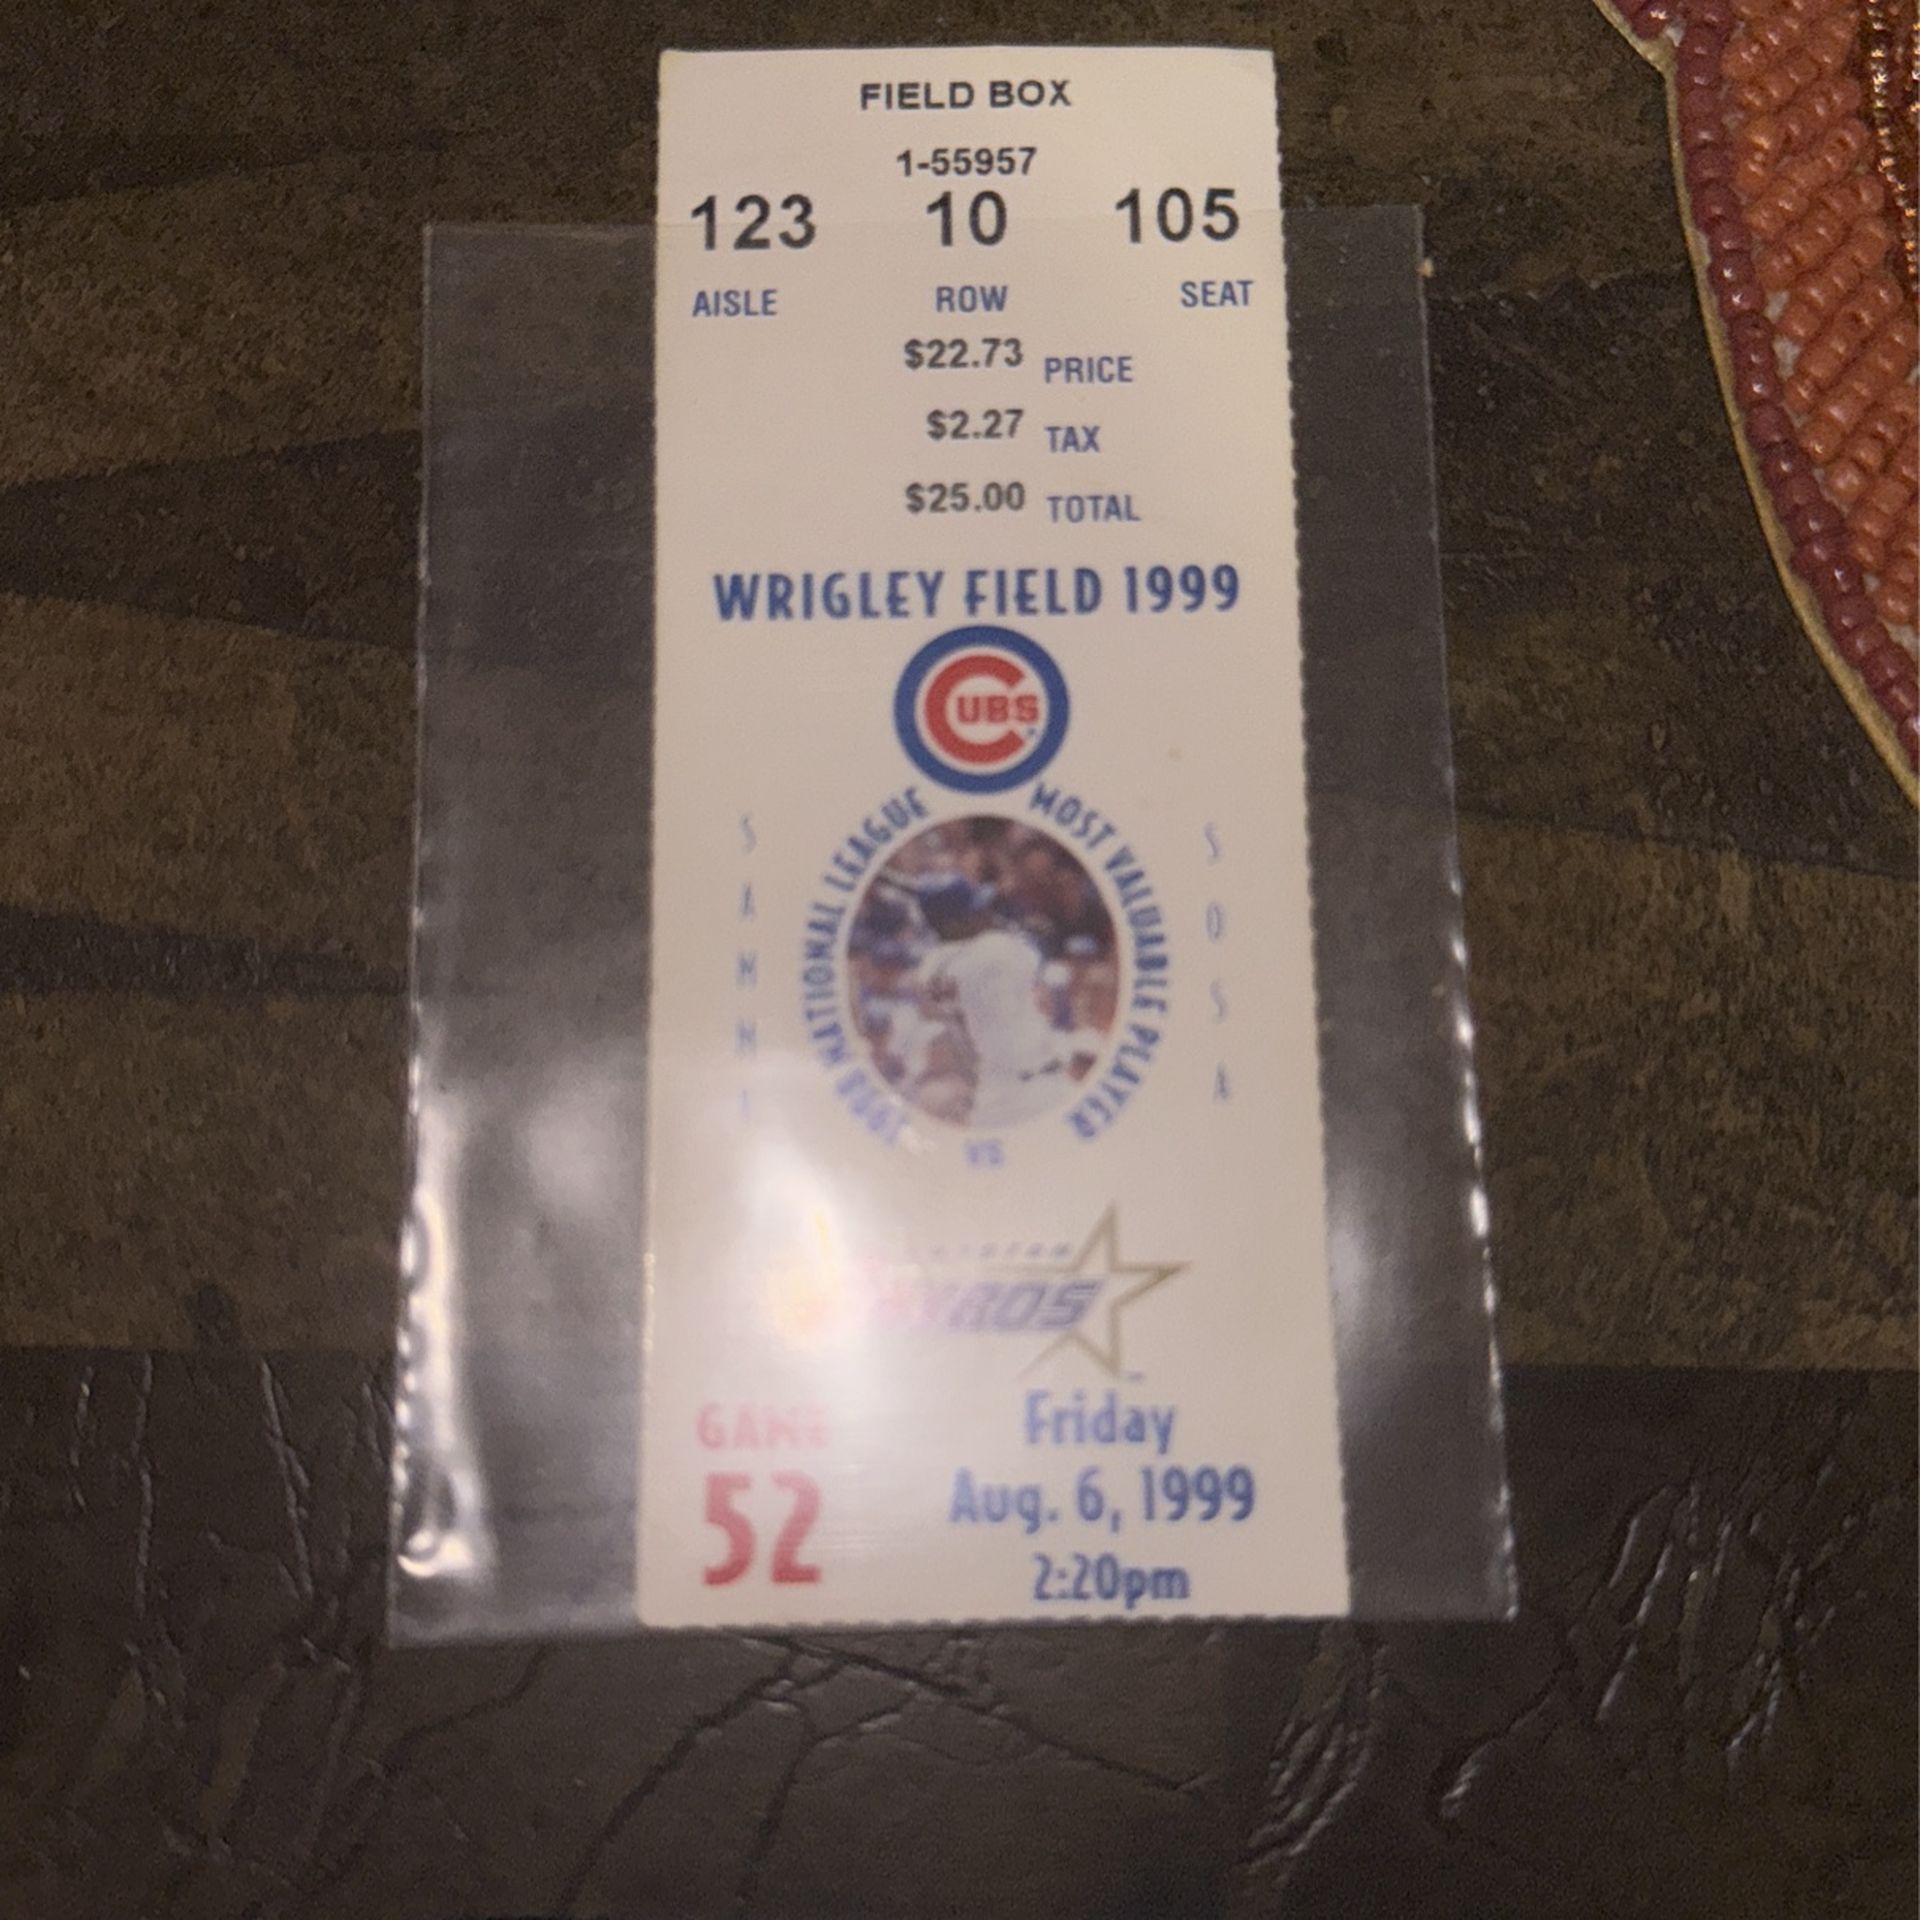 FIELD BOX
1-55957
123 10 105
AISLE ROW SEAT
$22.73 PRICE
$2.27 TAX
$25.00 TOTAL
WRIGLEY FIELD 1999
CUBS
SAMMY
1998 NATIONAL LEAGUE MOST VALUABLE PLAYER
SOSA
VS
ASTROS
GAME
52
Friday
Aug. 6, 1999
2:20pm